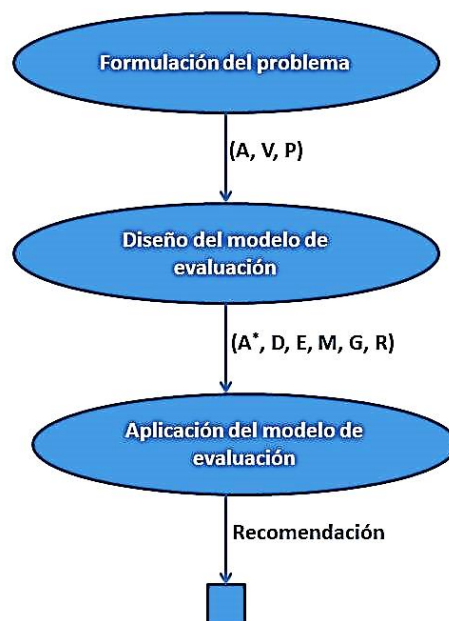 Formulación del problema
(A, V, P)
Diseño del modelo de
evaluación
(A*, D, E, M, G, R)
Aplicación del modelo de
evaluación
Recomendación